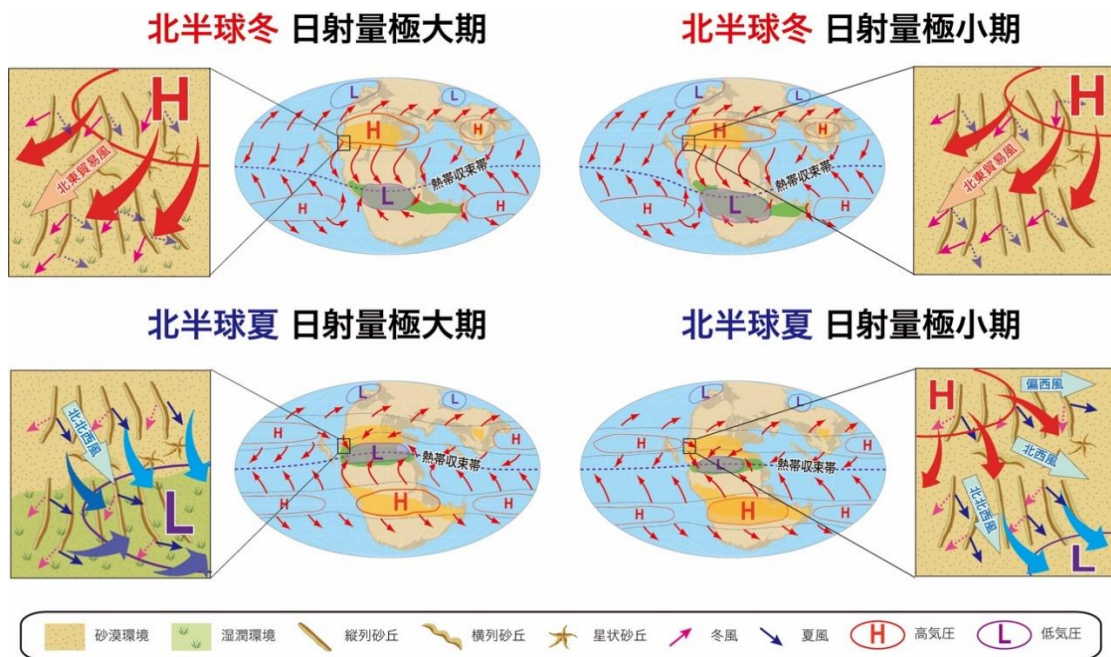 北半球冬 日射量極大期
北半球冬 日射量極小期
H
北東貿易風
L
L
H
H
熱帯収束帯
H
L
H
L
L
H
H
熱帯収束帯
H
L
H
H
北東貿易風
北半球夏 日射量極大期
北半球夏 日射量極小期
北北西風
L
L
L
H
H
L
熱帯収束帯
H
H
H
L
L
H
H
L
熱帯収束帯
H
H
H
H
偏西風
北西風
北北西風
L
砂漠環境
湿潤環境
縦列砂丘
横列砂丘
星状砂丘
冬風
夏風
H 高気圧
L 低気圧